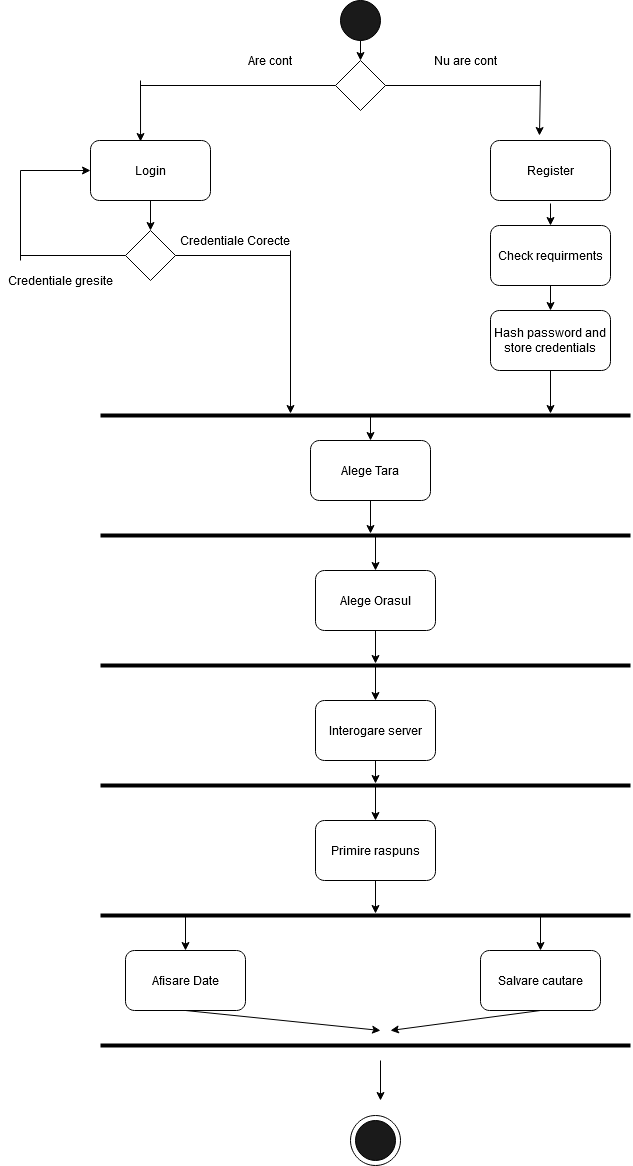 Are cont
Nu are cont
Login
Register
Credentiale Corecte
Check requirments
Credentiale gresite
Hash password and
store credentials
Alege Tara
Alege Orasul
Interogare server
Primire raspuns
Afisare Date
Salvare cautare